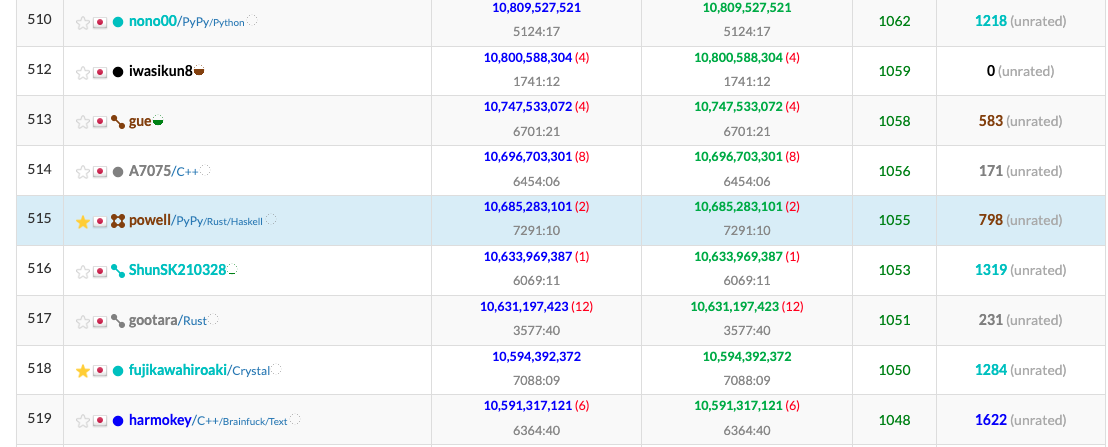 510 nono00/PyPy/Python 10,809,527,521 10,809,527,521 1062 1218 (unrated)
5124:17 5124:17
512 iwasikun8 10,800,588,304 (4) 10,800,588,304 (4) 1059 0 (unrated)
1741:12 1741:12
513 gue 10,747,533,072 (4) 10,747,533,072 (4) 1058 583 (unrated)
6701:21 6701:21
514 A7075/C++ 10,696,703,301 (8) 10,696,703,301 (8) 1056 171 (unrated)
6454:06 6454:06
515 powell/PyPy/Rust/Haskell 10,685,283,101 (2) 10,685,283,101 (2) 1055 798 (unrated)
7291:10 7291:10
516 ShunSK210328 10,633,969,387 (1) 10,633,969,387 (1) 1053 1319 (unrated)
6069:11 6069:11
517 gootara/Rust 10,631,197,423 (12) 10,631,197,423 (12) 1051 231 (unrated)
3577:40 3577:40
518 fujikawahiroaki/Crystal 10,594,392,372 10,594,392,372 1050 1284 (unrated)
7088:09 7088:09
519 harmokey/C++/Brainfuck/Text 10,591,317,121 (6) 10,591,317,121 (6) 1048 1622 (unrated)
6364:40 6364:40